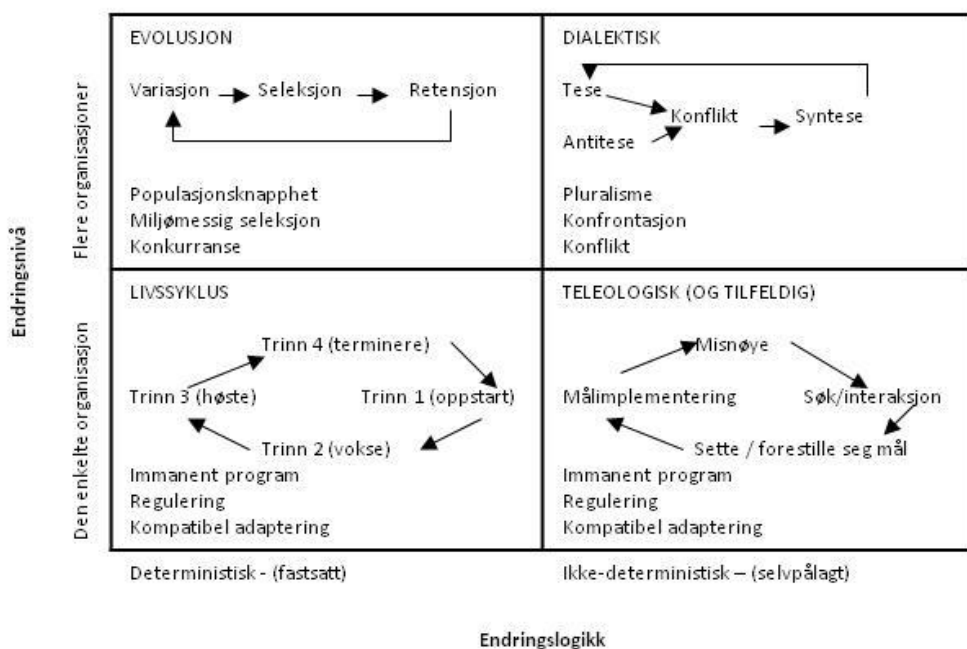 EVOLUSJON
Variasjon Seleksjon Retensjon
Populasjonsknapphet
Miljømessig seleksjon
Konkurranse
DIALEKTISK
Tese
Konflikt Syntese
Antitese
Pluralisme
Konfrontasjon
Konflikt
Flere organisasjoner
Endringsnivå
Den enkelte organisasjon
LIVSSYKLUS
Trinn 4 (terminere)
Trinn 3 (høste) Trinn 1 (oppstart)
Trinn 2 (vokse)
Immanent program
Regulering
Kompatibel adaptering
TELEOLOGISK (OG TILFELDIG)
Misnøye
Målimplementering Søk/interaksjon
Sette / forestille seg mål
Immanent program
Regulering
Kompatibel adaptering
Deterministisk - (fastsatt) Ikke-deterministisk – (selvpålagt)
Endringslogikk